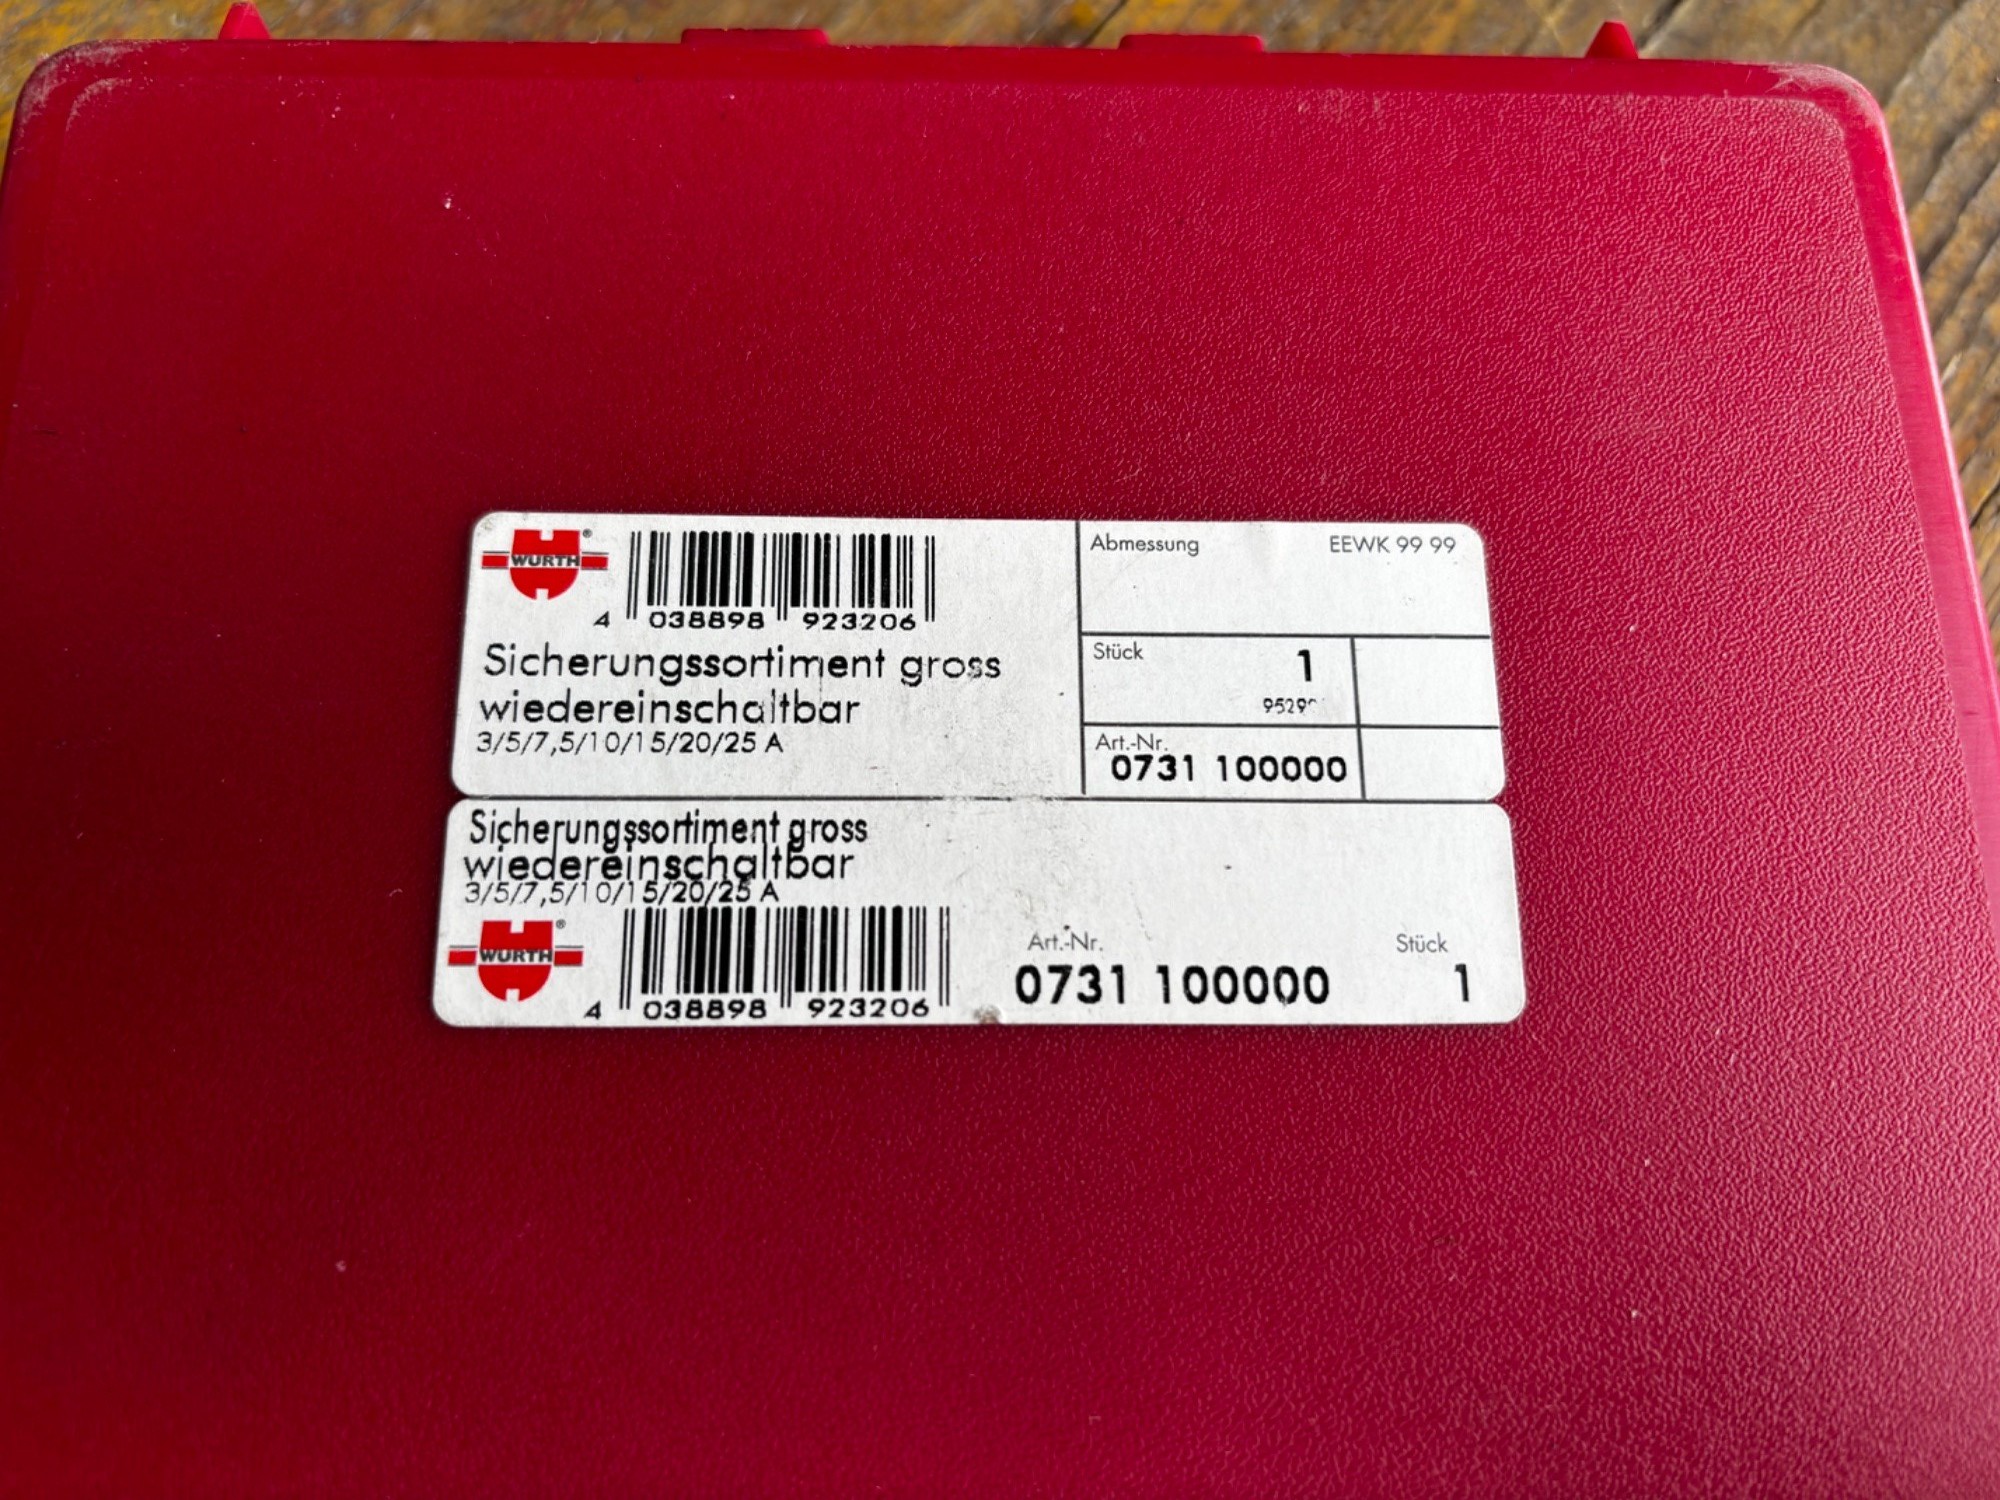 WÜRTH®
4 038898 923206
Sicherungssortiment gross
wiedereinschaltbar
3/5/7,5/10/15/20/25 A
Abmessung EEWK 99 99
Stück 1
Art.-Nr.
0731 100000
Sicherungssortiment gross
wiedereinschaltbar
3/5/7,5/10/15/20/25 A
WÜRTH®
4 038898 923206
Art.-Nr.
0731 100000
Stück
1